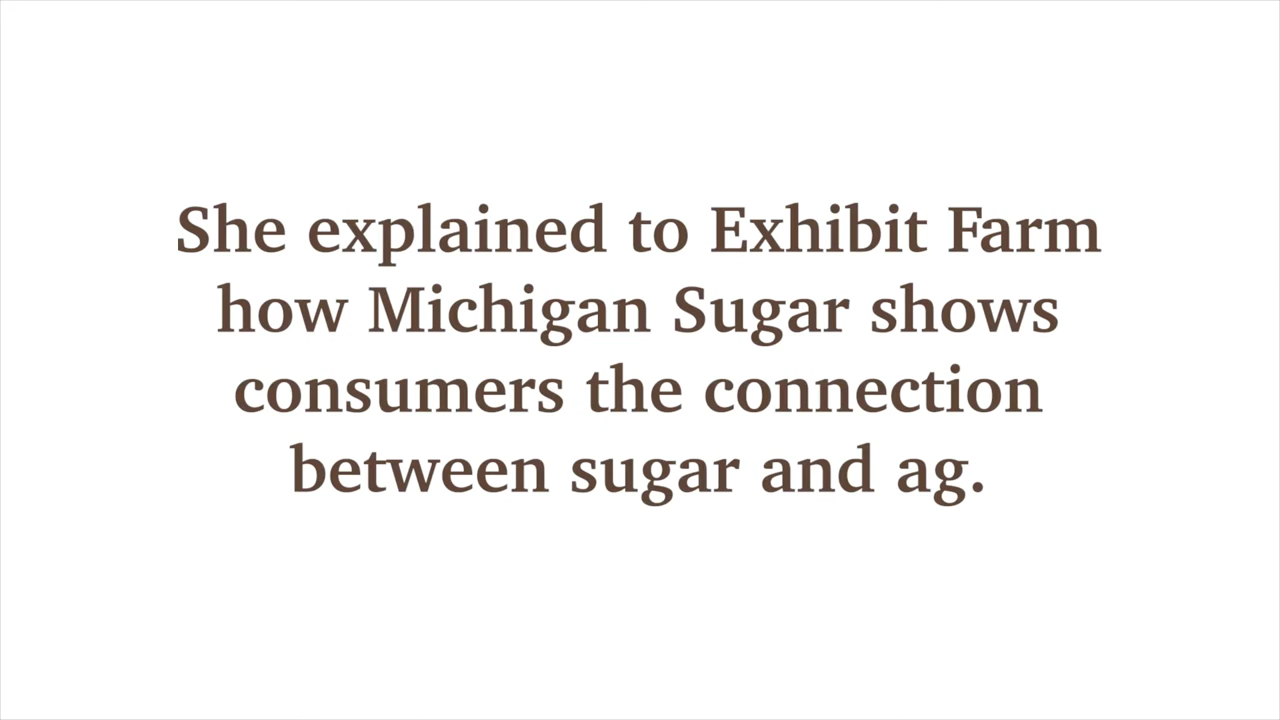 She explained to Exhibit Farm
how Michigan Sugar shows
consumers the connection
between sugar and ag.